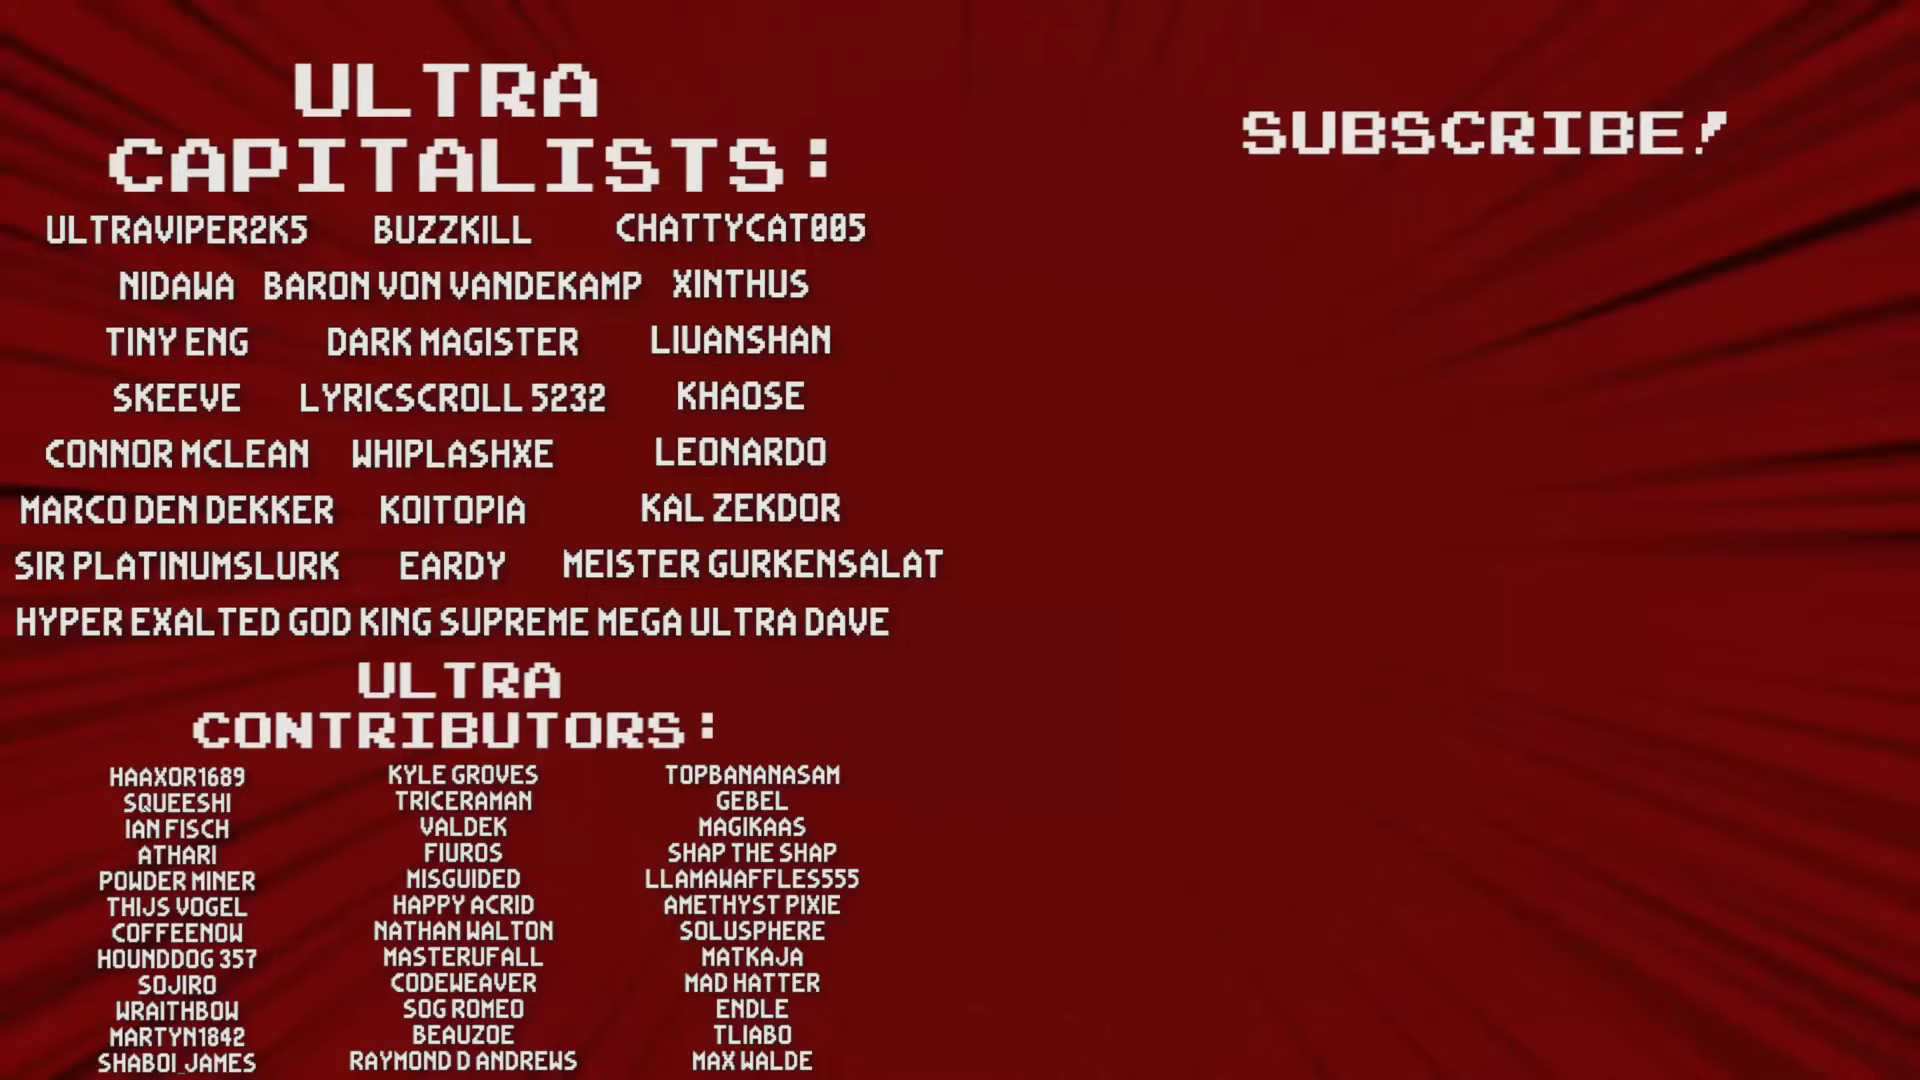 ULTRA
CAPITALISTS:
SUBSCRIBE!
ULTRAVIPER2K5 BUZZKILL CHATTYCAT005
NIDAWA BARON VON VANDEKAMP XINTHUS
TINY ENG DARK MAGISTER LIUANSHAN
SKEEVE LYRICSCROLL 5232 KHAOSE
CONNOR MCLEAN WHIPLASHXE LEONARDO
MARCO DEN DEKKER KOITOPIA KAL ZEKDOR
SIR PLATINUMSLURK EARDY MEISTER GURKENSALAT
HYPER EXALTED GOD KING SUPREME MEGA ULTRA DAVE
ULTRA
CONTRIBUTORS:
HAAXOR1689 KYLE GROVES TOPBANANASAM
SQUEESHI TRICERAMAN GEBEL
IAN FISCH VALDEK MAGIKAAS
ATHARI FIUROS SHAP THE SHAP
POWDER MINER MISGUIDED LLAMAWAFFLES555
THIJS VOGEL HAPPY ACRID AMETHYST PIXIE
COFFEENOW NATHAN WALTON SOLUSPHERE
HOUNDDOG 357 MASTERUFALL MATKAJA
SOJIRO CODEWEAVER MAD HATTER
WRAITHBOW SOG ROMEO ENDLE
MARTYN1842 BEAUZOE TLIABO
SHABOI_JAMES RAYMOND D ANDREWS MAX WALDE